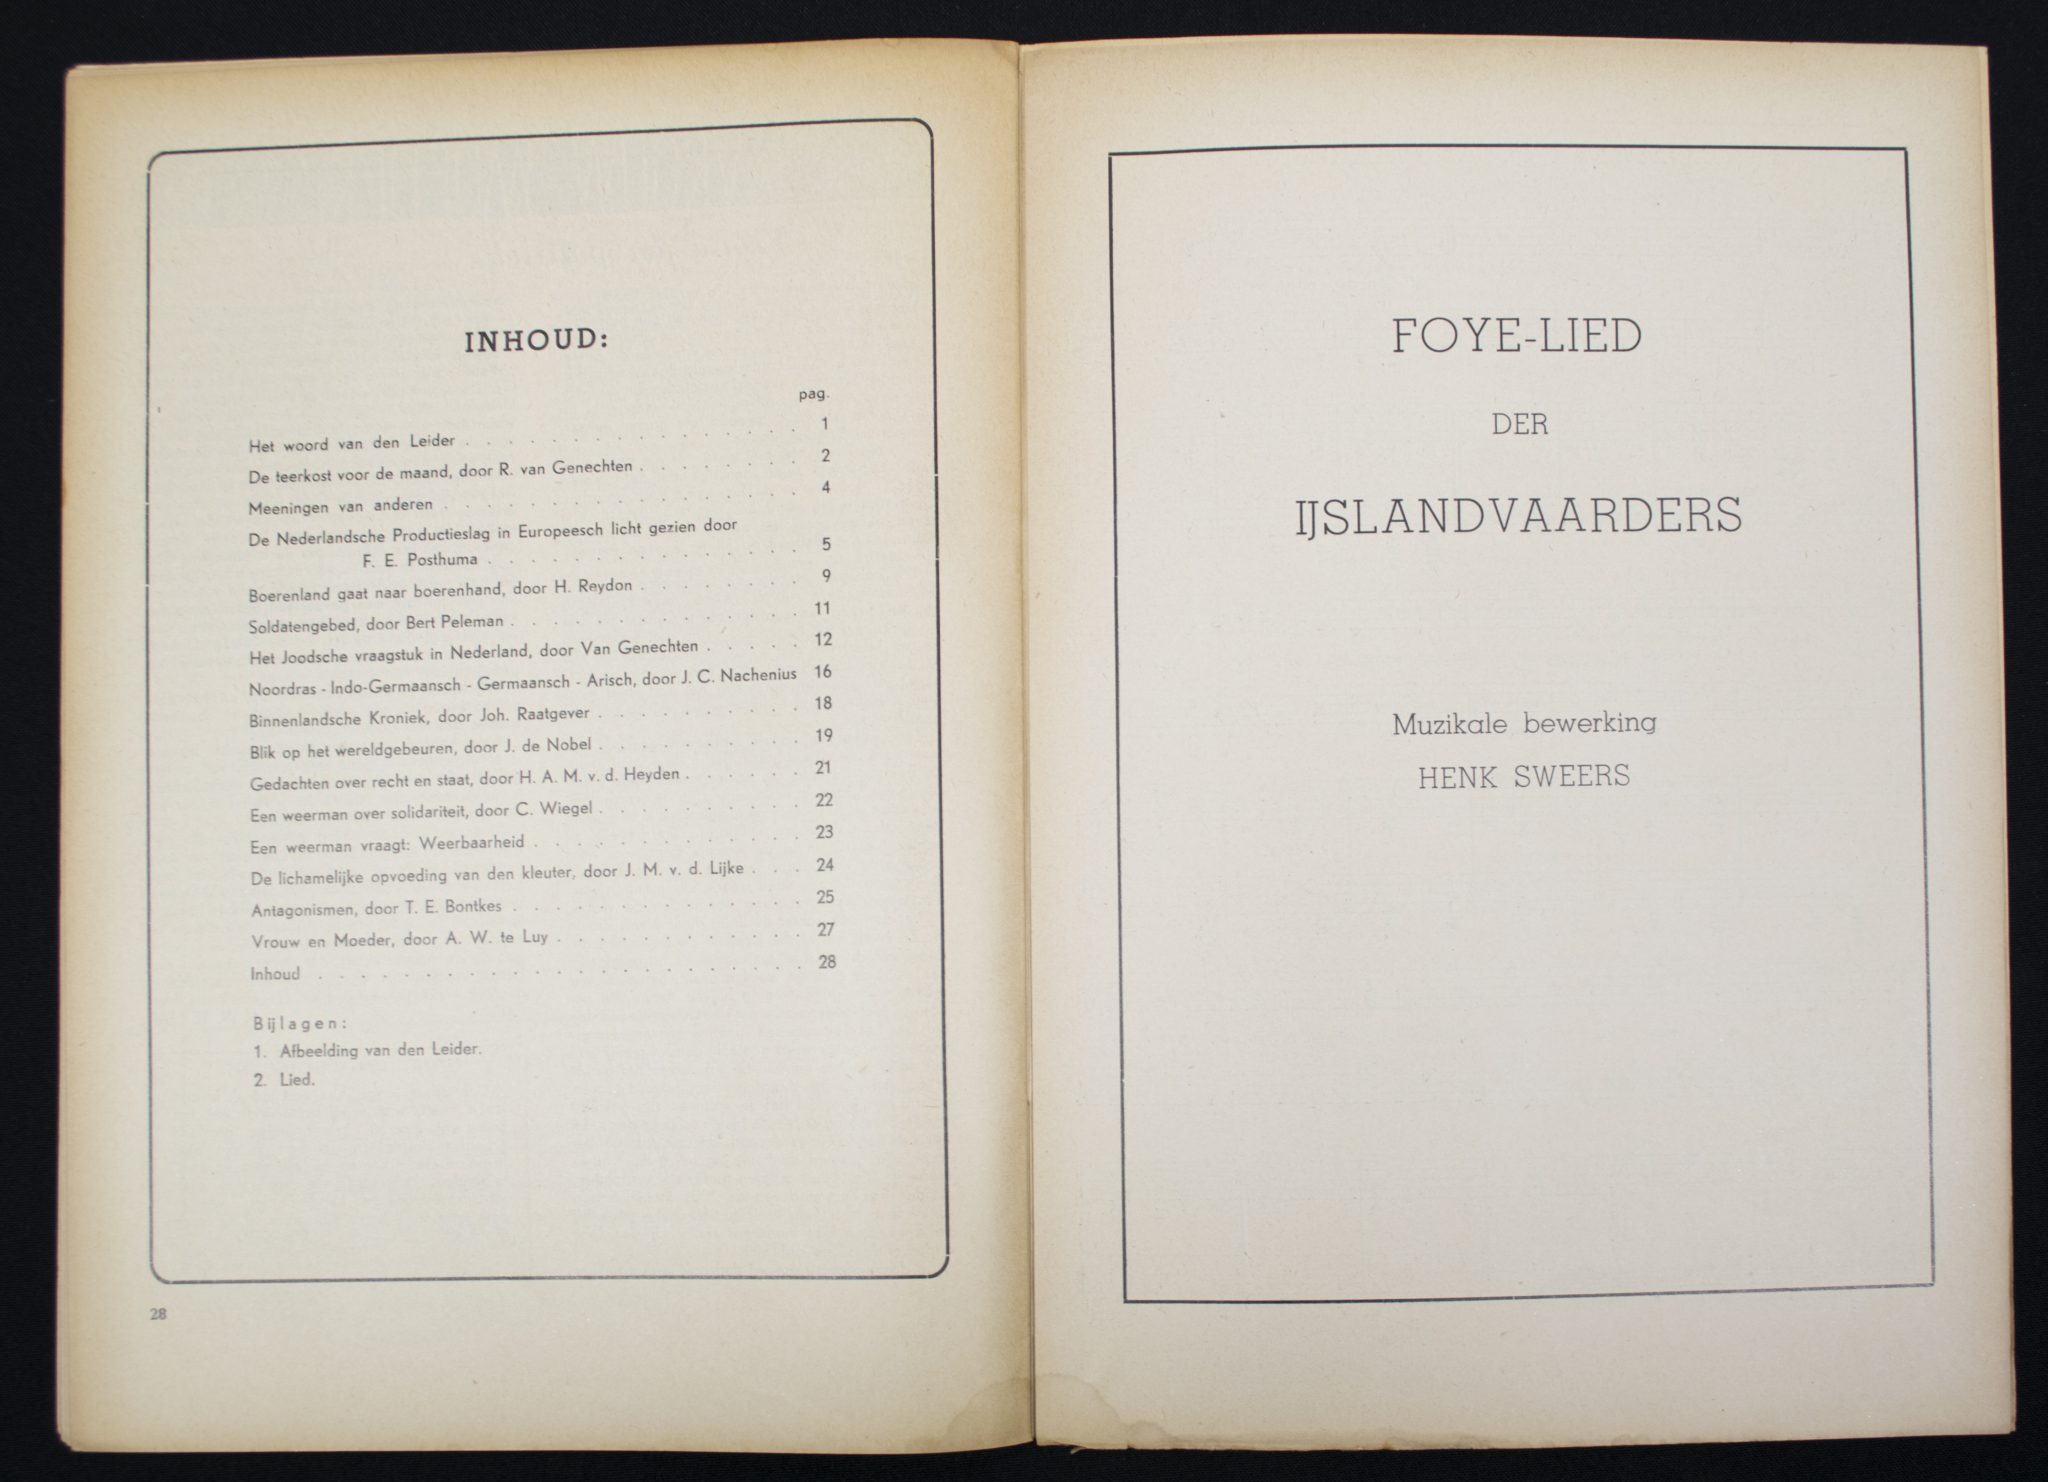 INHOUD:
pag.
Het woord van den Leider . . . . . . . . . . . . . . . . 1
De teerkost voor de maand, door R. van Genechten . . . . . . . . 2
Meeningen van anderen . . . . . . . . . . . . . . . . . 4
De Nederlandsche Productieslag in Europeesch licht gezien door
F. E. Posthuma . . . . . . . . . . . . . . . 5
Boerenland gaat naar boerenhand, door H. Reydon . . . . . . . . 9
Soldatengebed, door Bert Peleman . . . . . . . . . . . . . . 11
Het Joodsche vraagstuk in Nederland, door Van Genechten . . . . . 12
Noordras - Indo-Germaansch - Germaansch - Arisch, door J. C. Nachenius 16
Binnenlandsche Kroniek, door Joh. Raatgever . . . . . . . . . . 18
Blik op het wereldgebeuren, door J. de Nobel . . . . . . . . . . 19
Gedachten over recht en staat, door H. A. M. v. d. Heyden . . . . . . 21
Een weerman over solidariteit, door C. Wiegel . . . . . . . . . . 22
Een weerman vraagt: Weerbaarheid . . . . . . . . . . . . . 23
De lichamelijke opvoeding van den kleuter, door J. M. v. d. Lijke . . . 24
Antagonismen, door T. E. Bontkes . . . . . . . . . . . . . . 25
Vrouw en Moeder, door A. W. te Luy . . . . . . . . . . . . 27
Inhoud . . . . . . . . . . . . . . . . . . . . . . . 28
Bijlagen:
1. Afbeelding van den Leider.
2. Lied.
28
FOYE-LIED
DER
IJSLANDVAARDERS
Muzikale bewerking
HENK SWEERS